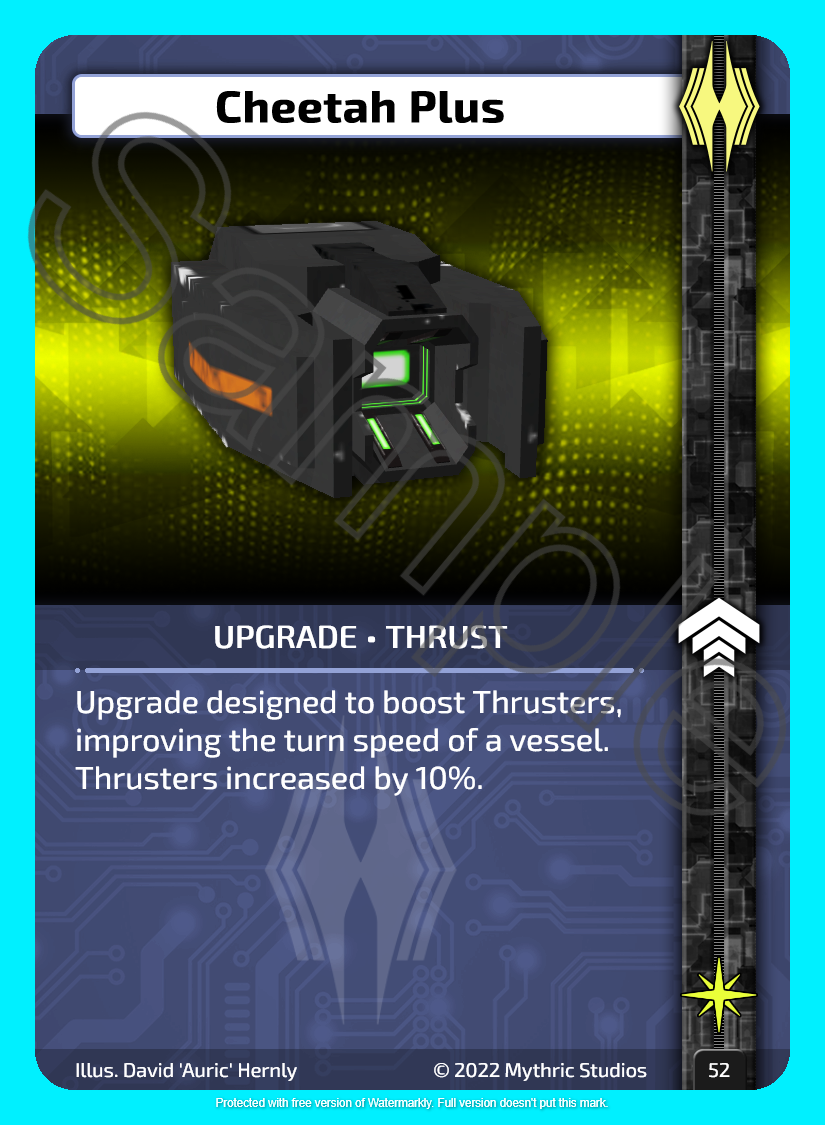 Cheetah Plus
Sample
UPGRADE • THRUST
Upgrade designed to boost Thrusters,
improving the turn speed of a vessel.
Thrusters increased by 10%.
Illus. David 'Auric' Hernly
© 2022 Mythric Studios
52
Protected with free version of Watermarkly. Full version doesn't put this mark.